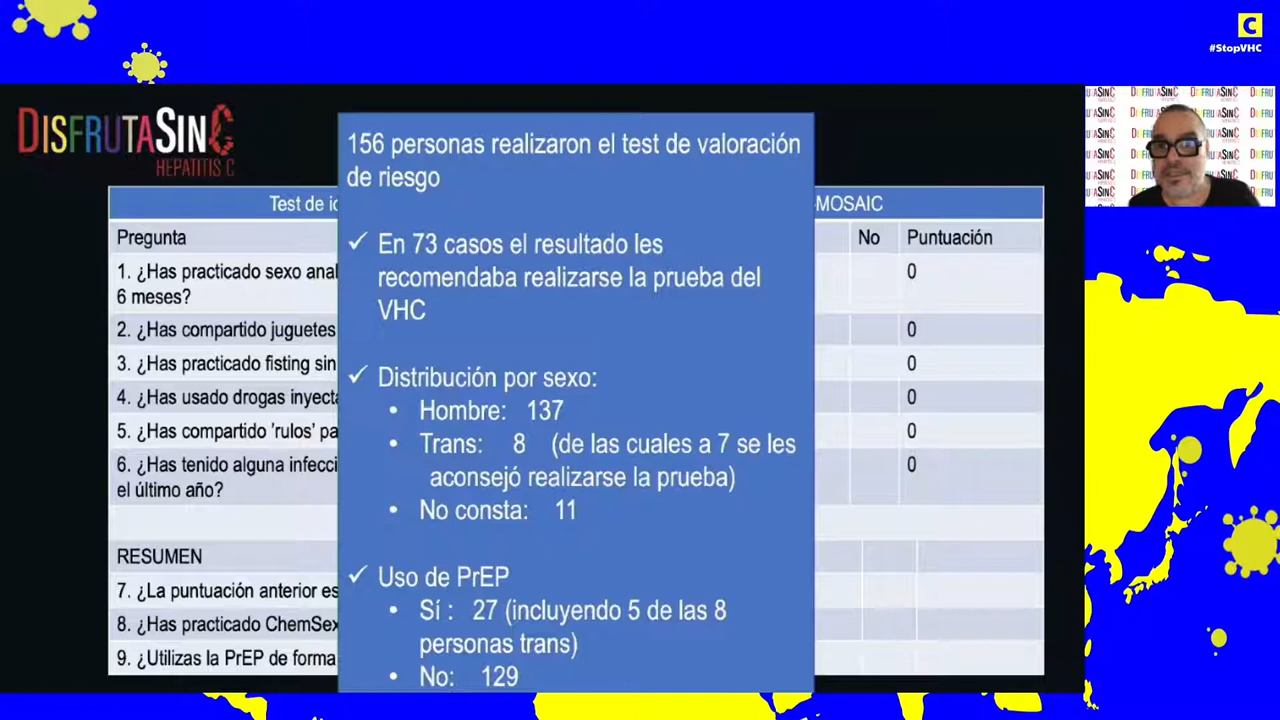 C
#StopVHC
DISFRUTASINC
HEPATITIS C
156 personas realizaron el test de valoración
de riesgo
✓ En 73 casos el resultado les
recomendaba realizarse la prueba del
VHC
✓ Distribución por sexo:
• Hombre: 137
• Trans: 8 (de las cuales a 7 se les
aconsejó realizarse la prueba)
• No consta: 11
✓ Uso de PrEP
• Sí : 27 (incluyendo 5 de las 8
personas trans)
• No: 129
Test de
MOSAIC
Pregunta
No
Puntuación
1. ¿Has practicado sexo anal
6 meses?
0
2. ¿Has compartido juguetes
0
3. ¿Has practicado fisting sin
0
4. ¿Has usado drogas
0
5. ¿Has compartido 'rulos'
0
6. ¿Has tenido alguna
el último año?
0
RESUMEN
7. ¿La puntuación anterior
8. ¿Has practicado ChemSex
9. ¿Utilizas la PrEP de forma